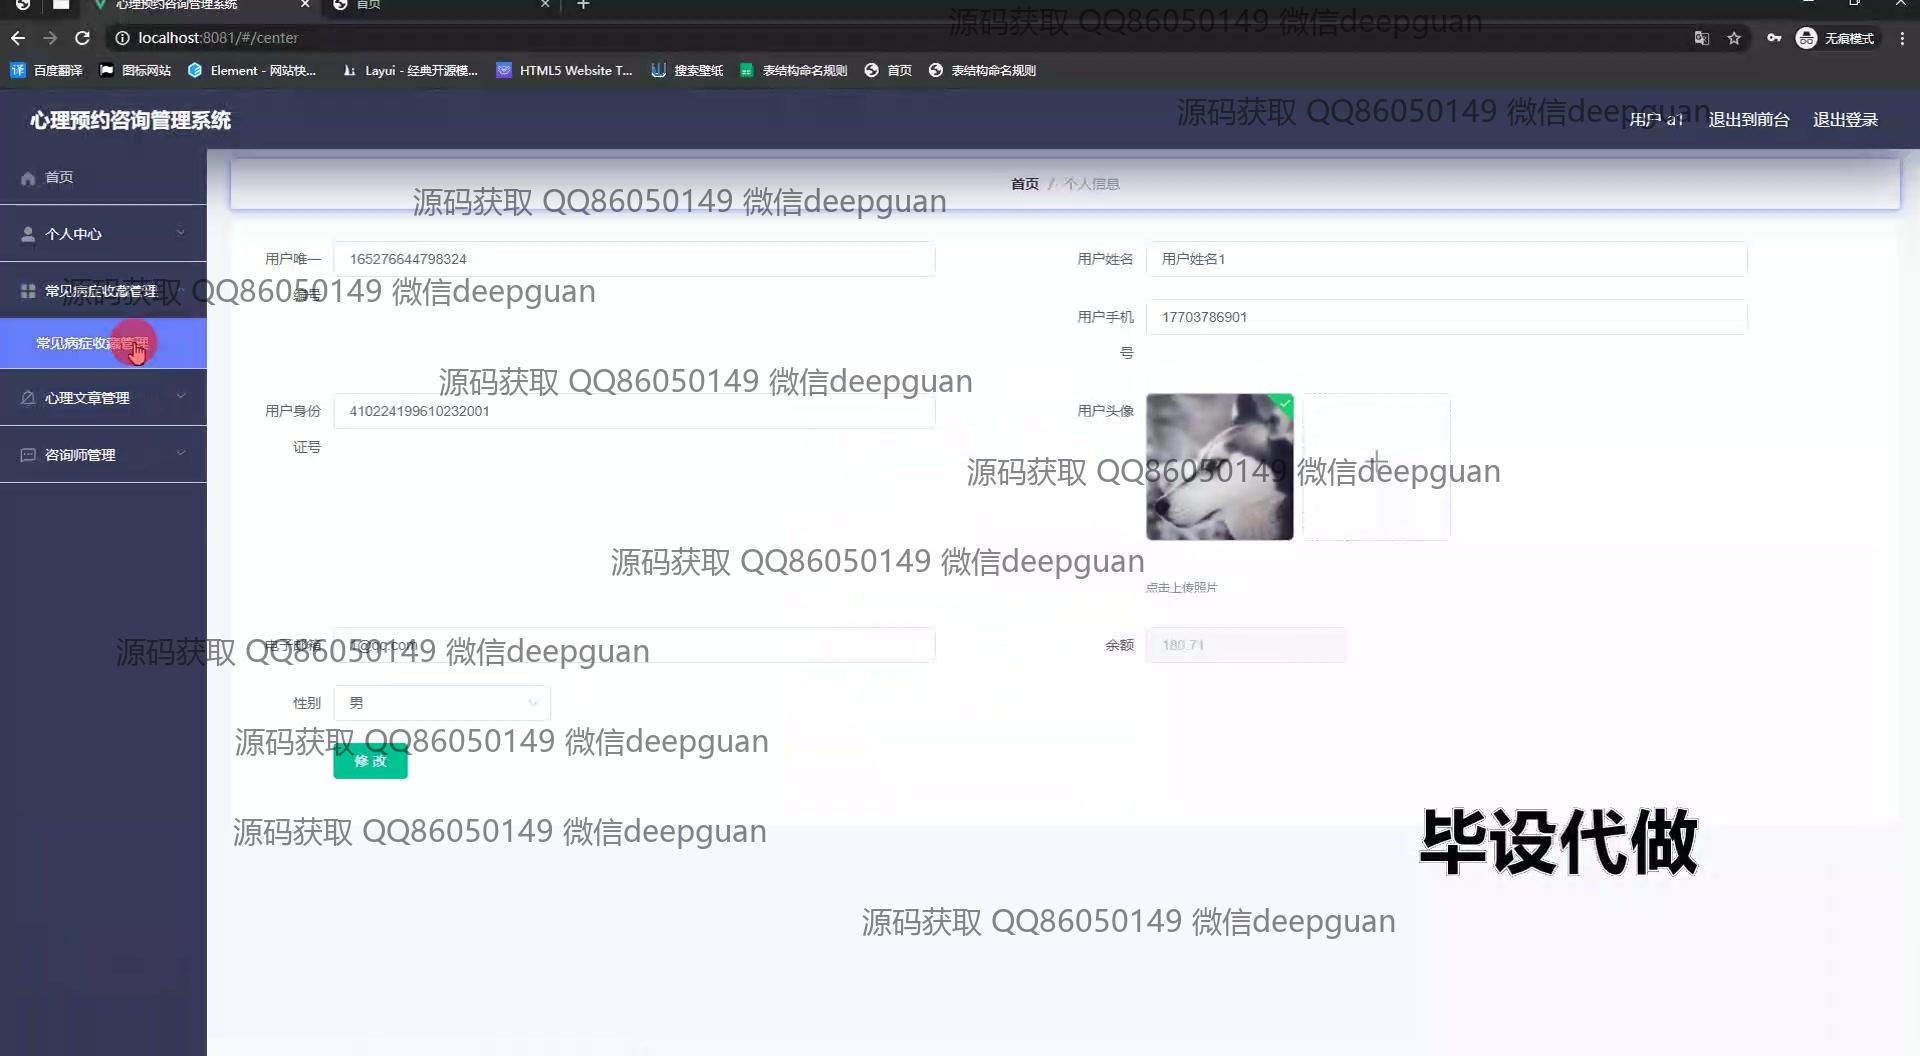 心理预约咨询管理系统
首页
源码获取 QQ86050149 微信deepguan
localhost:8081/#/center
无痕模式
百度翻译
图标网站
Element - 网站快...
Layui - 经典开源模...
HTML5 Website T...
搜索壁纸
表结构命名规则
首页
表结构命名规则
心理预约咨询管理系统
源码获取 QQ86050149 微信deepguan
用户 a1
退出到前台
退出登录
首页
首页 / 个人信息
源码获取 QQ86050149 微信deepguan
个人中心
用户唯一编号
165276644798324
用户姓名
用户姓名1
常见病症收藏管理
源码获取 QQ86050149 微信deepguan
用户手机号
17703786901
常见病症收藏管理
源码获取 QQ86050149 微信deepguan
心理文章管理
用户身份证号
410224199610232001
用户头像
咨询师管理
源码获取 QQ86050149 微信deepguan
源码获取 QQ86050149 微信deepguan
点击上传照片
电子邮箱
1@qq.com
源码获取 QQ86050149 微信deepguan
余额
180.71
性别
男
源码获取 QQ86050149 微信deepguan
修改
源码获取 QQ86050149 微信deepguan
毕设代做
源码获取 QQ86050149 微信deepguan